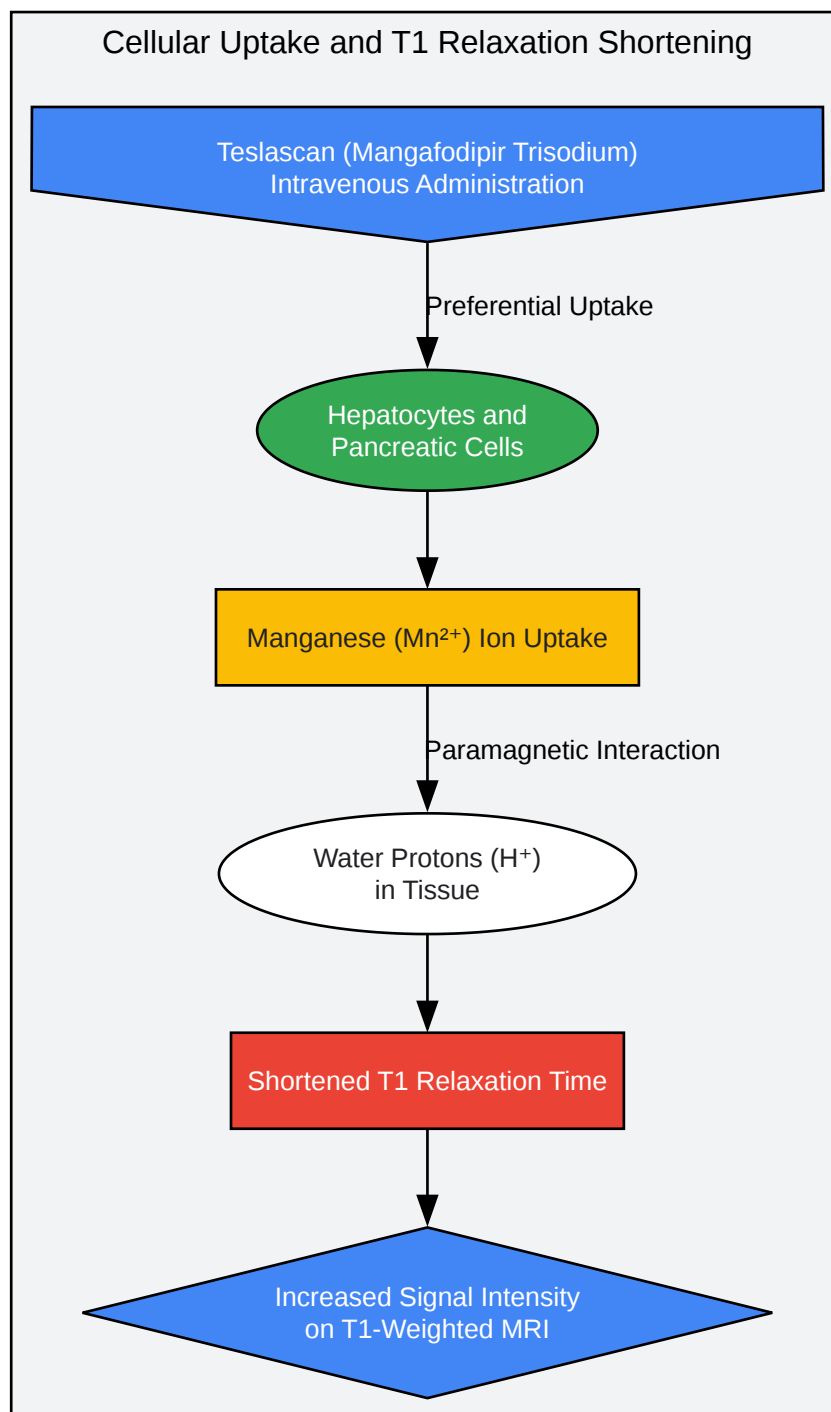 Cellular Uptake and T1 Relaxation Shortening
Teslascan (Mangafodipir Trisodium)
Intravenous Administration
Preferential Uptake
Hepatocytes and
Pancreatic Cells
Manganese (Mn²⁺) Ion Uptake
Paramagnetic Interaction
Water Protons (H⁺)
in Tissue
Shortened T1 Relaxation Time
Increased Signal Intensity
on T1-Weighted MRI